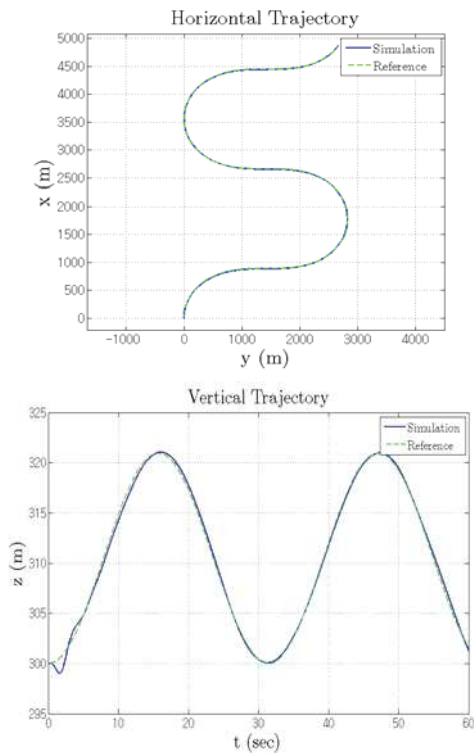 Horizontal Trajectory
5000
4500
4000
3500
3000
2500
2000
1500
1000
500
0
x (m)
Simulation
Reference
-1000 0 1000 2000 3000 4000
y (m)
Vertical Trajectory
325
320
315
310
305
300
295
z (m)
Simulation
Reference
0 10 20 30 40 50 60
t (sec)